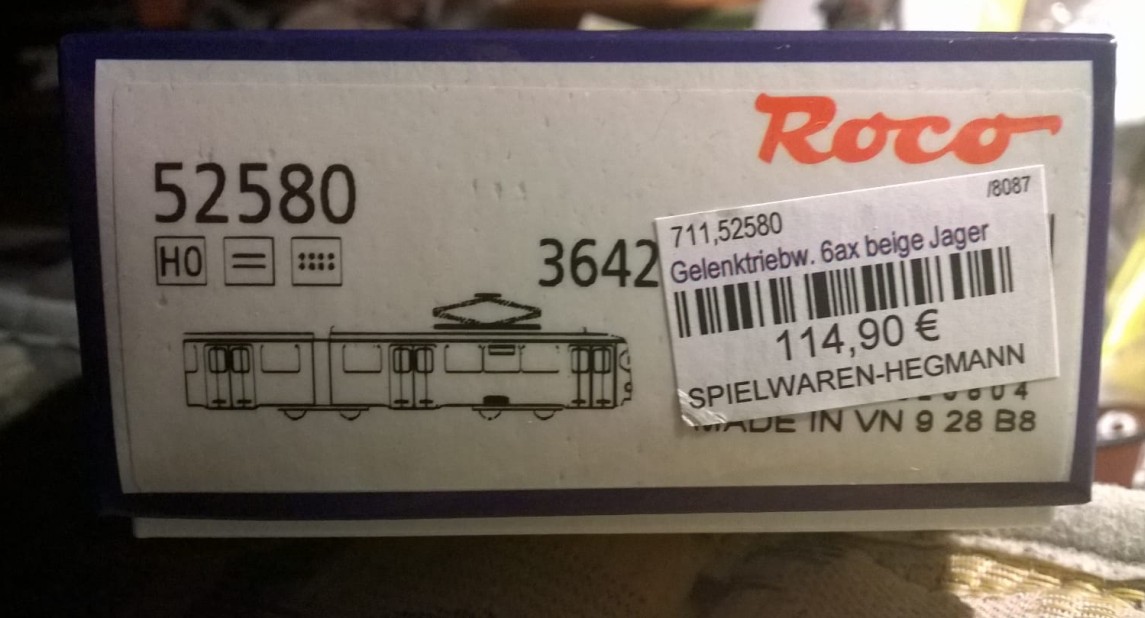 Roco
52580
H0
3642
/8087
711,52580
Gelenktriebw. 6ax beige Jager
114,90 €
SPIELWAREN-HEGMANN
MADE IN VN 9 28 B8